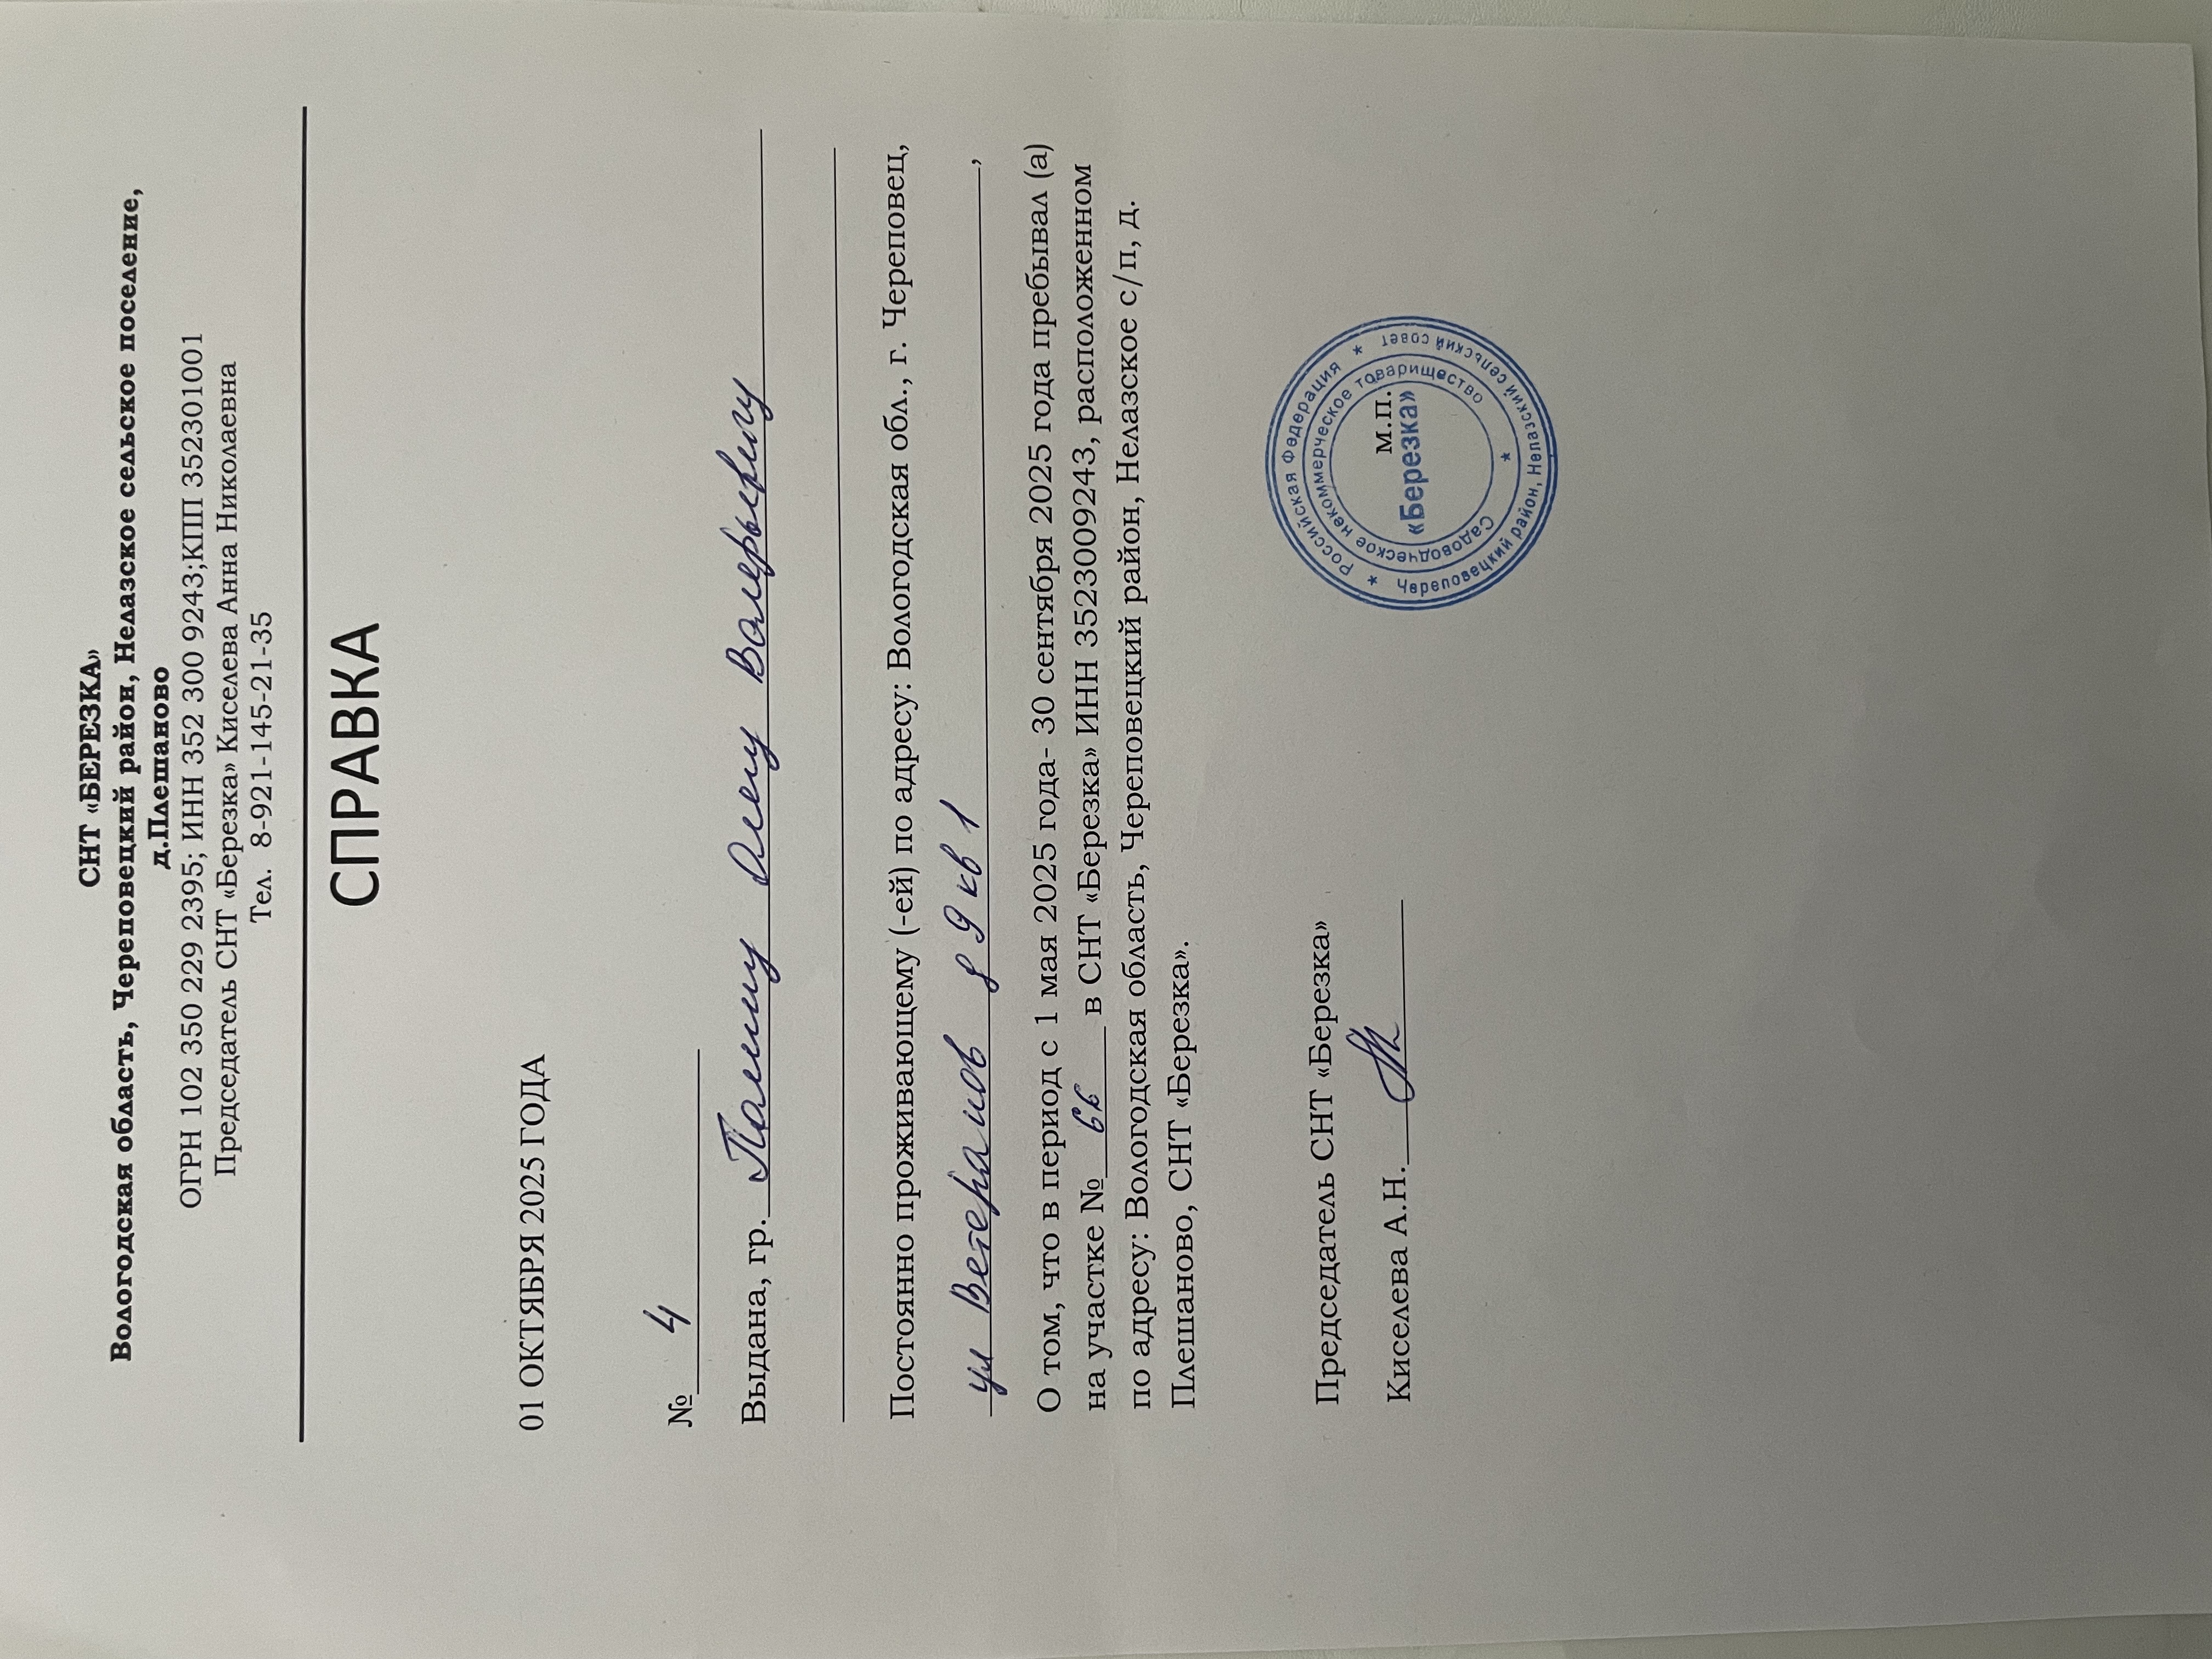 СНТ «БЕРЕЗКА»
Вологодская область, Череповецкий район, Нелазское сельское поселение,
д.Плешаново
ОГРН 102 350 229 2395; ИНН 352 300 9243;КПП 352301001
Председатель СНТ «Березка» Киселева Анна Николаевна
Тел. 8-921-145-21-35
СПРАВКА
01 ОКТЯБРЯ 2025 ГОДА
№ 4
Выдана, гр. Валерьевичу
Постоянно проживающему (-ей) по адресу: Вологодская обл., г. Череповец,
ул Ветеранов д 9 кв 1,
О том, что в период с 1 мая 2025 года- 30 сентября 2025 года пребывал (а)
на участке № в СНТ «Березка» ИНН 3523009243, расположенном
по адресу: Вологодская область, Череповецкий район, Нелазское с/п, д.
Плешаново, СНТ «Березка».
Председатель СНТ «Березка»
Киселева А.Н.
м.п.
Российская Федерация
Череповецкий район, Нелазский сельский совет
Садоводческое некоммерческое товарищество
«Березка»